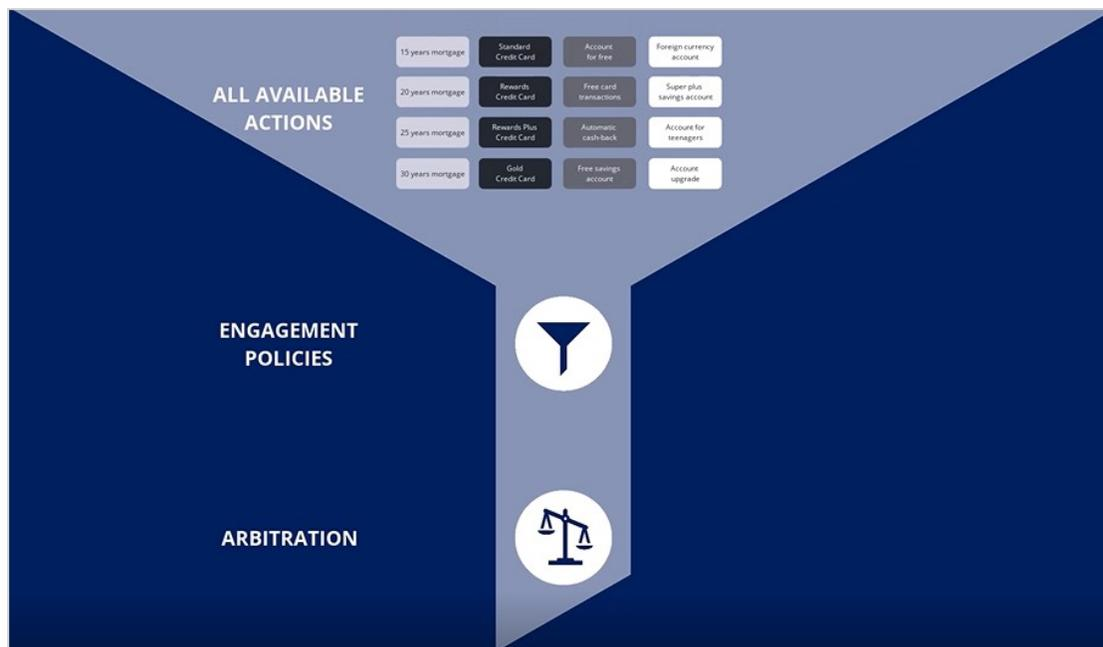 15 years mortgage
Standard
Credit Card
Account
for free
Foreign currency
account
ALL AVAILABLE
ACTIONS
20 years mortgage
Rewards
Credit Card
Free card
transactions
Super plus
savings account
25 years mortgage
Rewards Plus
Credit Card
Automatic
cash-back
Account for
teenagers
30 years mortgage
Gold
Credit Card
Free savings
account
Account
upgrade
ENGAGEMENT
POLICIES
ARBITRATION